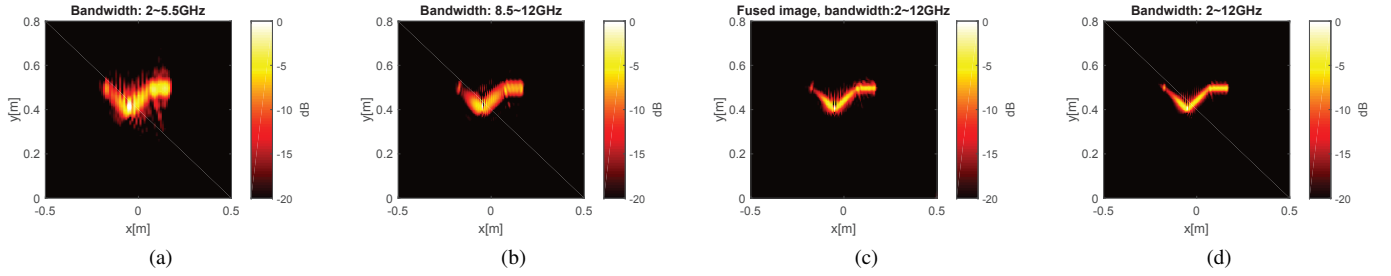 Bandwidth: 2~5.5GHz
0.8
0.6
0.4
0.2
0
-0.5
0
0.5
y[m]
x[m]
0
-5
-10
-15
-20
dB
(a)
Bandwidth: 8.5~12GHz
0.8
0.6
0.4
0.2
0
-0.5
0
0.5
y[m]
x[m]
0
-5
-10
-15
-20
dB
(b)
Fused image, bandwidth:2~12GHz
0.8
0.6
0.4
0.2
0
-0.5
0
0.5
y[m]
x[m]
0
-5
-10
-15
-20
dB
(c)
Bandwidth: 2~12GHz
0.8
0.6
0.4
0.2
0
-0.5
0
0.5
y[m]
x[m]
0
-5
-10
-15
-20
dB
(d)